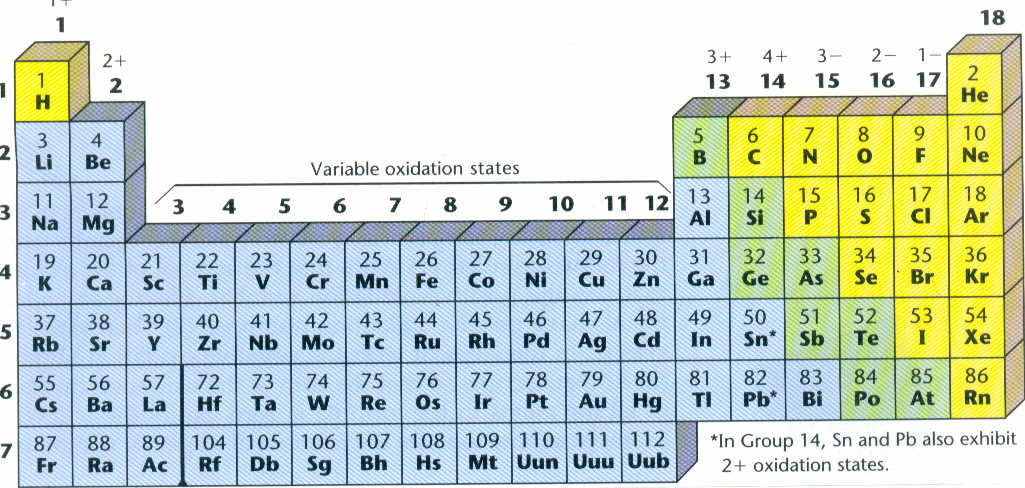 1+
1 18
2+ 3+ 4+ 3− 2− 1−
2 13 14 15 16 17
1 1 2
H He
2 3 4 5 6 7 8 9 10
Li Be B C N O F Ne
Variable oxidation states
3 4 5 6 7 8 9 10 11 12
3 11 12 13 14 15 16 17 18
Na Mg Al Si P S Cl Ar
4 19 20 21 22 23 24 25 26 27 28 29 30 31 32 33 34 35 36
K Ca Sc Ti V Cr Mn Fe Co Ni Cu Zn Ga Ge As Se Br Kr
5 37 38 39 40 41 42 43 44 45 46 47 48 49 50 51 52 53 54
Rb Sr Y Zr Nb Mo Tc Ru Rh Pd Ag Cd In Sn* Sb Te I Xe
6 55 56 57 72 73 74 75 76 77 78 79 80 81 82 83 84 85 86
Cs Ba La Hf Ta W Re Os Ir Pt Au Hg Tl Pb* Bi Po At Rn
7 87 88 89 104 105 106 107 108 109 110 111 112
Fr Ra Ac Rf Db Sg Bh Hs Mt Uun Uuu Uub
*In Group 14, Sn and Pb also exhibit
2+ oxidation states.